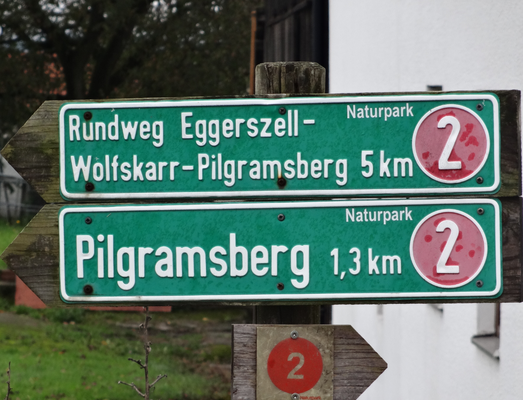 Naturpark
Rundweg Eggerszell-
Wolfskarr-Pilgramsberg 5 km 2
Naturpark
Pilgramsberg 1,3 km 2
2